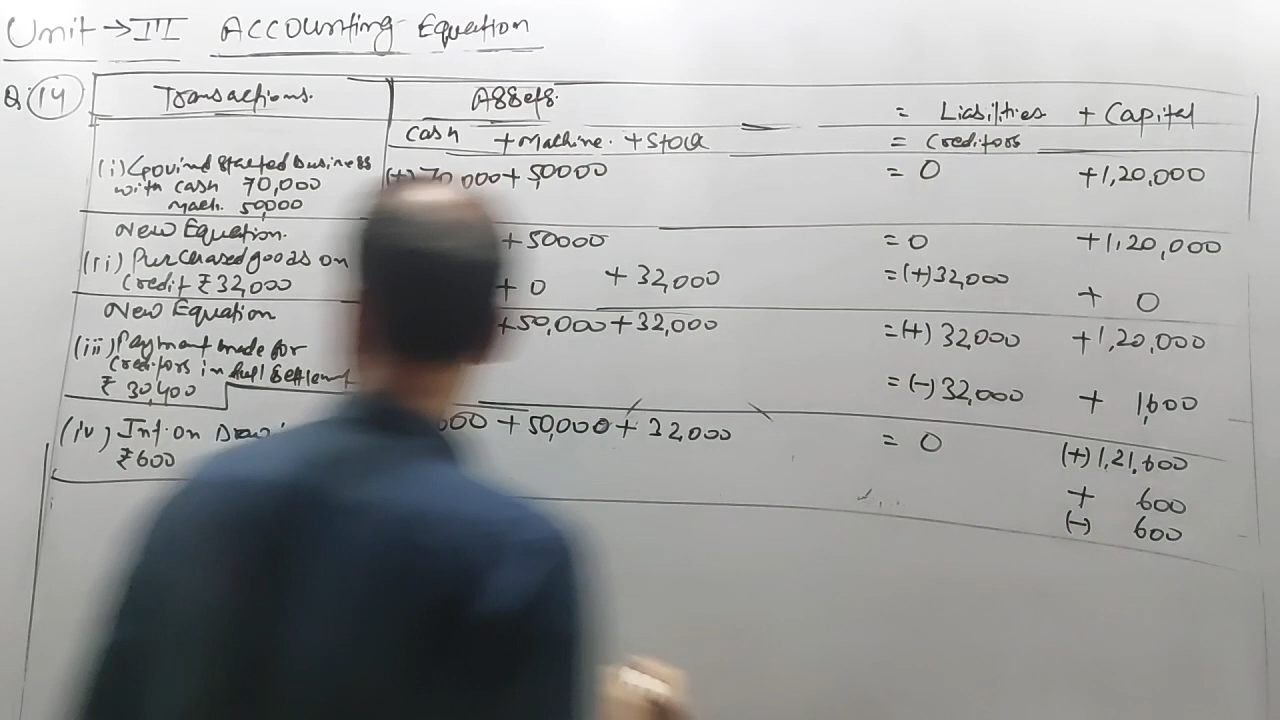 Unit → III Accounting Equation
Q. 14 Transactions. Assets. = Liabilities + Capital
Cash + Machine. + Stock = Creditors
(i) started Business with cash 70,000 Mach. 50,000 (+) 70,000 + 50000 = 0 +1,20,000
New Equation. +50000 = 0 +1,20,000
(ii) Purchased goods on Credit ₹32,000 + 0 + 32,000 = (+) 32,000 + 0
New Equation +50,000 + 32,000 = (+) 32,000 +1,20,000
(iii) Payment made for Creditors in full Settlement ₹ 30,400 = (-) 32,000 + 1,600
000 + 50,000 + 32,000 = 0 (+) 1,21,600
(iv) Int. on ₹600 + 600
(-) 600